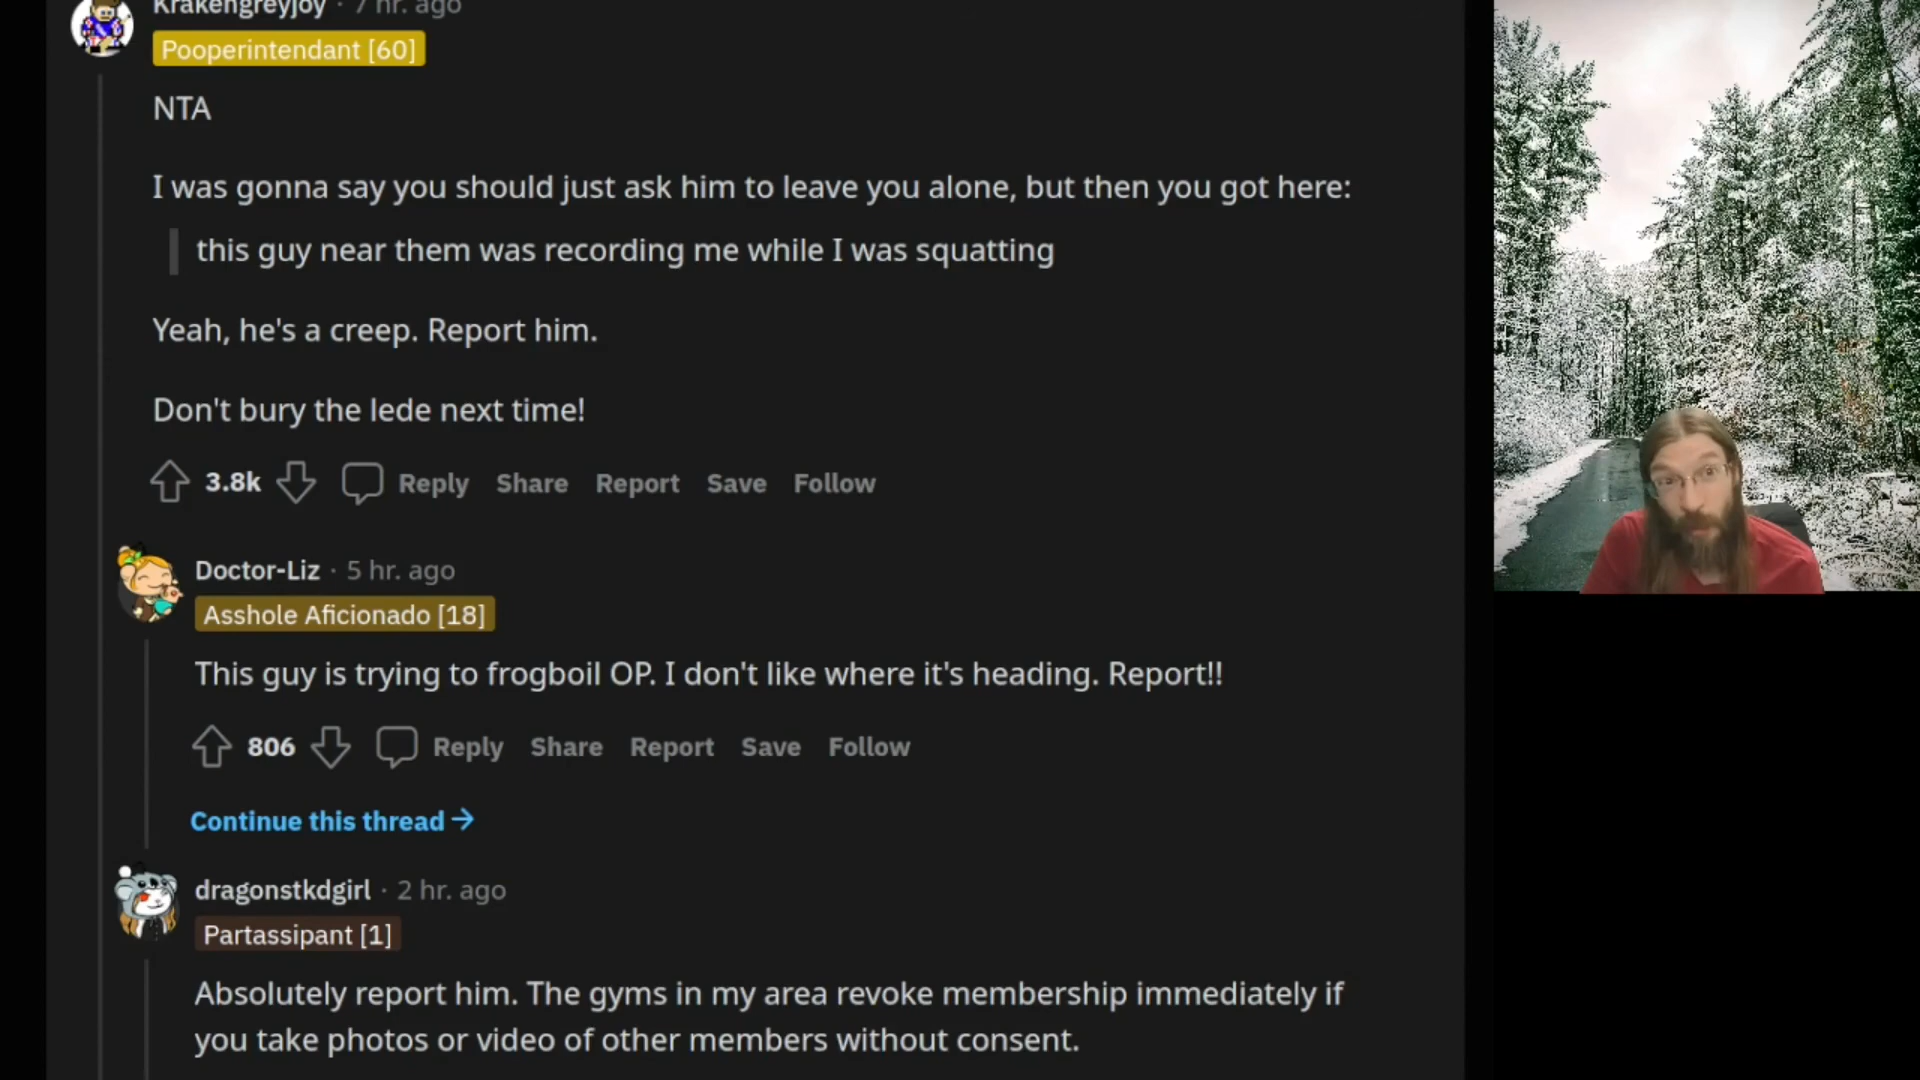 Krakengreyjoy · 7 hr. ago
Pooperintendant [60]
NTA
I was gonna say you should just ask him to leave you alone, but then you got here:
this guy near them was recording me while I was squatting
Yeah, he's a creep. Report him.
Don't bury the lede next time!
3.8k Reply Share Report Save Follow
Doctor-Liz · 5 hr. ago
Asshole Aficionado [18]
This guy is trying to frogboil OP. I don't like where it's heading. Report!!
806 Reply Share Report Save Follow
Continue this thread →
dragonstkdgirl · 2 hr. ago
Partassipant [1]
Absolutely report him. The gyms in my area revoke membership immediately if
you take photos or video of other members without consent.